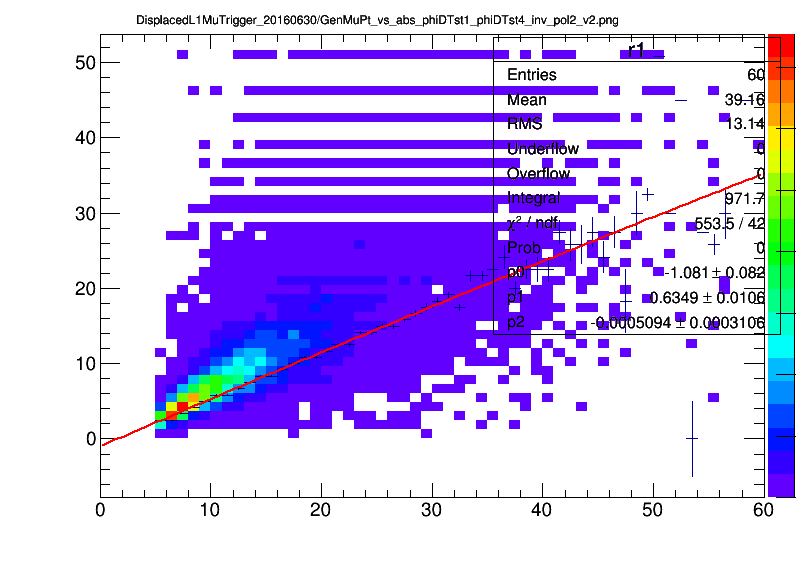 DisplacedL1MuTrigger_20160630/GenMuPt_vs_abs_phiDTst1_phiDTst4_inv_pol2_v2.png
r1
Entries 60
Mean 39.16
RMS 13.14
Underflow 0
Overflow 0
Integral 971.7
χ² / ndf 553.5 / 42
Prob 0
p0 -1.081 ± 0.082
p1 0.6349 ± 0.0106
p2 -0.0005094 ± 0.0003106
50
40
30
20
10
0
0 10 20 30 40 50 60